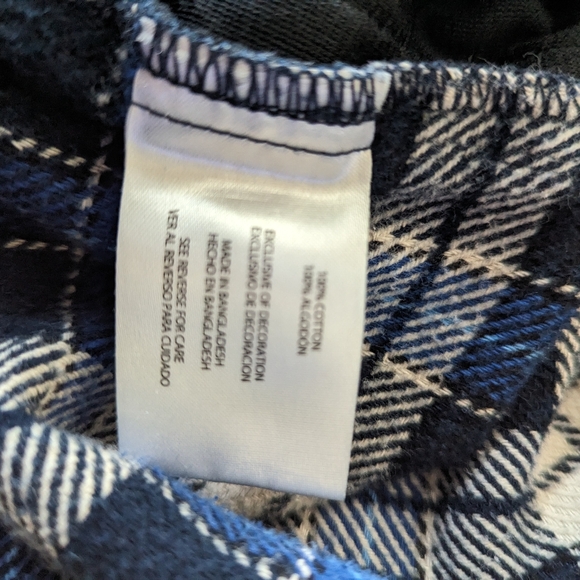 100% COTTON
100% ALGODON
EXCLUSIVE OF DECORATION
EXCLUSIVO DE DECORACION
MADE IN BANGLADESH
HECHO EN BANGLADESH
SEE REVERSE FOR CARE
VER AL REVERSO PARA CUIDADO